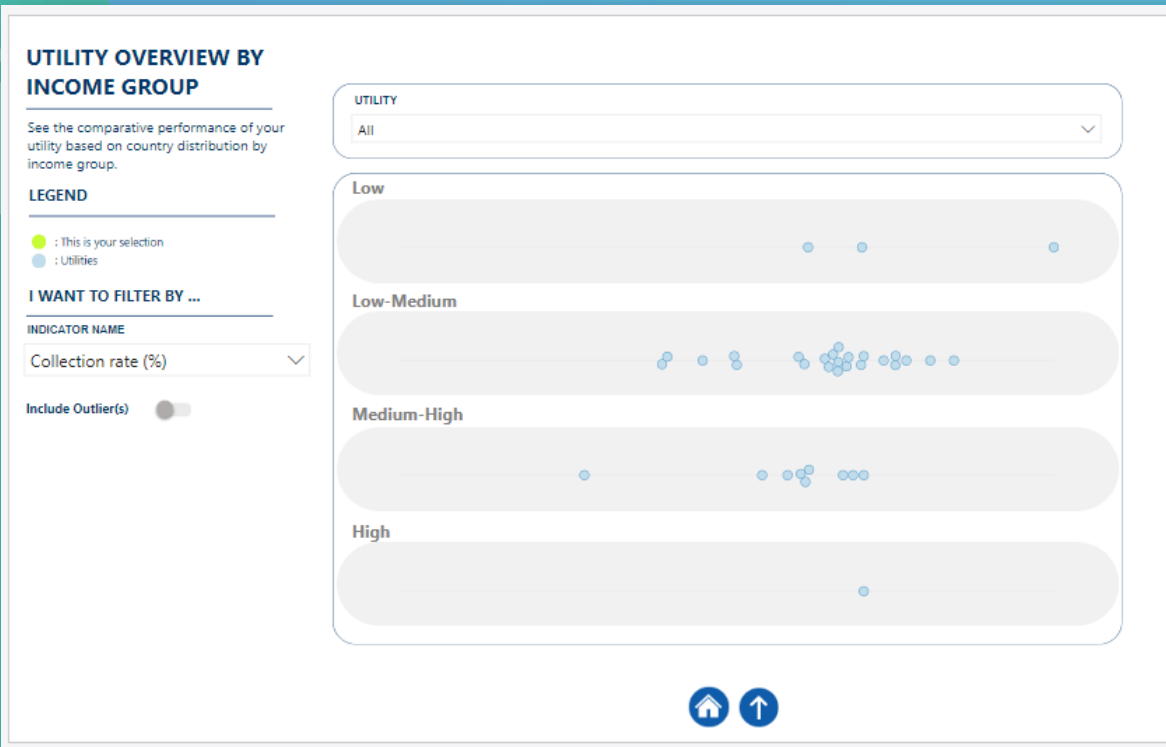 UTILITY OVERVIEW BY
INCOME GROUP
See the comparative performance of your
utility based on country distribution by
income group.
LEGEND
: This is your selection
: Utilities
I WANT TO FILTER BY ...
INDICATOR NAME
Collection rate (%)
Include Outlier(s)
UTILITY
All
Low
Low-Medium
Medium-High
High